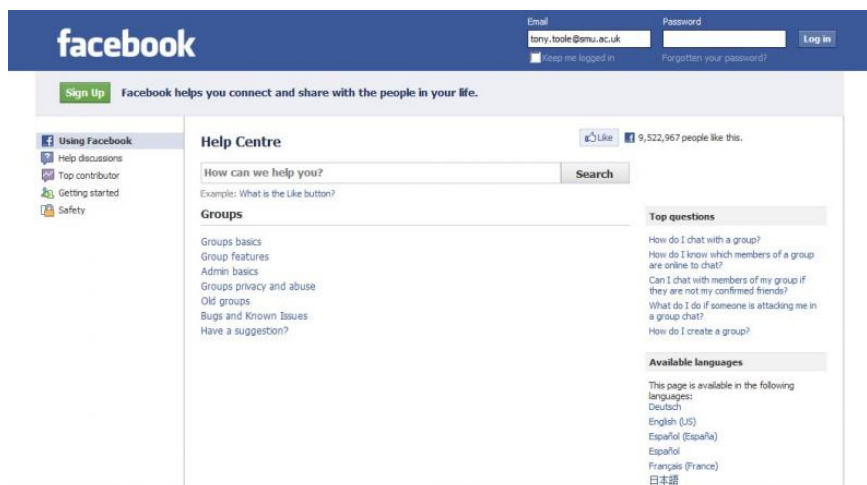 facebook
Email
Password
tony.toole@smu.ac.uk
Log in
Keep me logged in
Forgotten your password?
Sign Up
Facebook helps you connect and share with the people in your life.
Using Facebook
Help discussions
Top contributor
Getting started
Safety
Help Centre
Like
9,522,967 people like this.
How can we help you?
Search
Example: What is the Like button?
Groups
Groups basics
Group features
Admin basics
Groups privacy and abuse
Old groups
Bugs and Known Issues
Have a suggestion?
Top questions
How do I chat with a group?
How do I know which members of a group
are online to chat?
Can I chat with members of my group if
they are not my confirmed friends?
What do I do if someone is attacking me in
a group chat?
How do I create a group?
Available languages
This page is available in the following
languages:
Deutsch
English (US)
Español (España)
Español
Français (France)
日本語